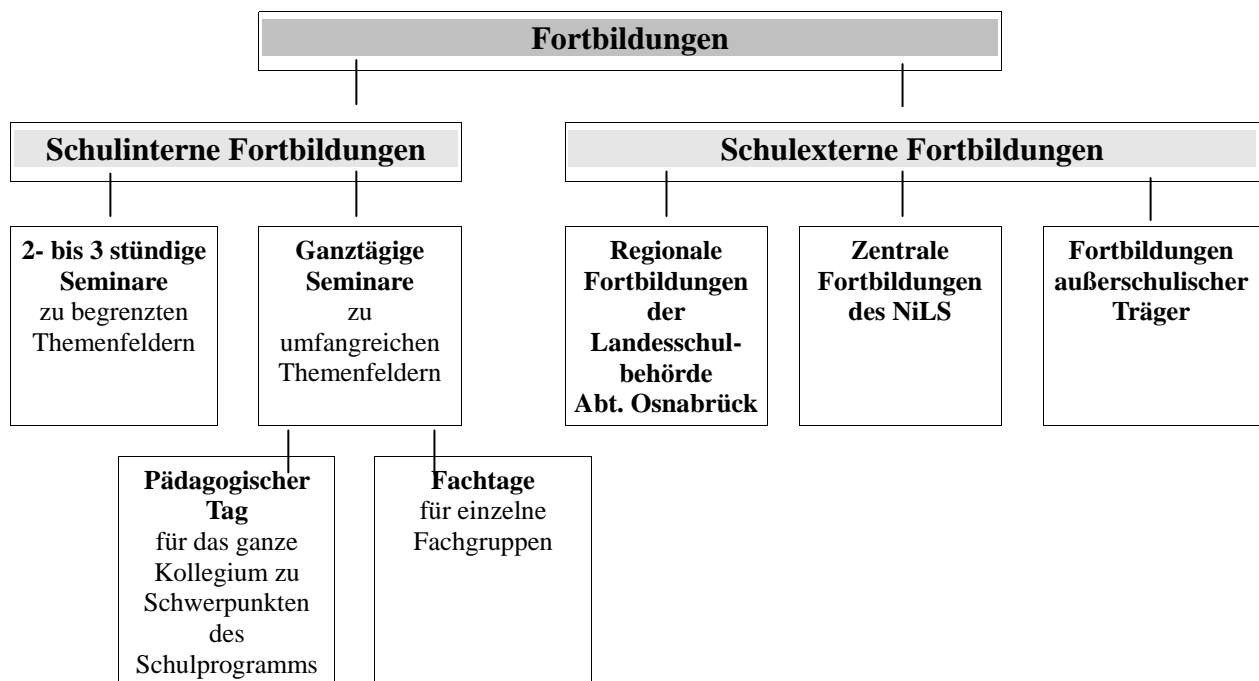 Fortbildungen
Schulinterne Fortbildungen
Schulexterne Fortbildungen
2- bis 3 stündige
Seminare
zu begrenzten
Themenfeldern
Ganztägige
Seminare
zu
umfangreichen
Themenfeldern
Regionale
Fortbildungen
der
Landesschul-
behörde
Abt. Osnabrück
Zentrale
Fortbildungen
des NiLS
Fortbildungen
außerschulischer
Träger
Pädagogischer
Tag
für das ganze
Kollegium zu
Schwerpunkten
des
Schulprogramms
Fachtage
für einzelne
Fachgruppen